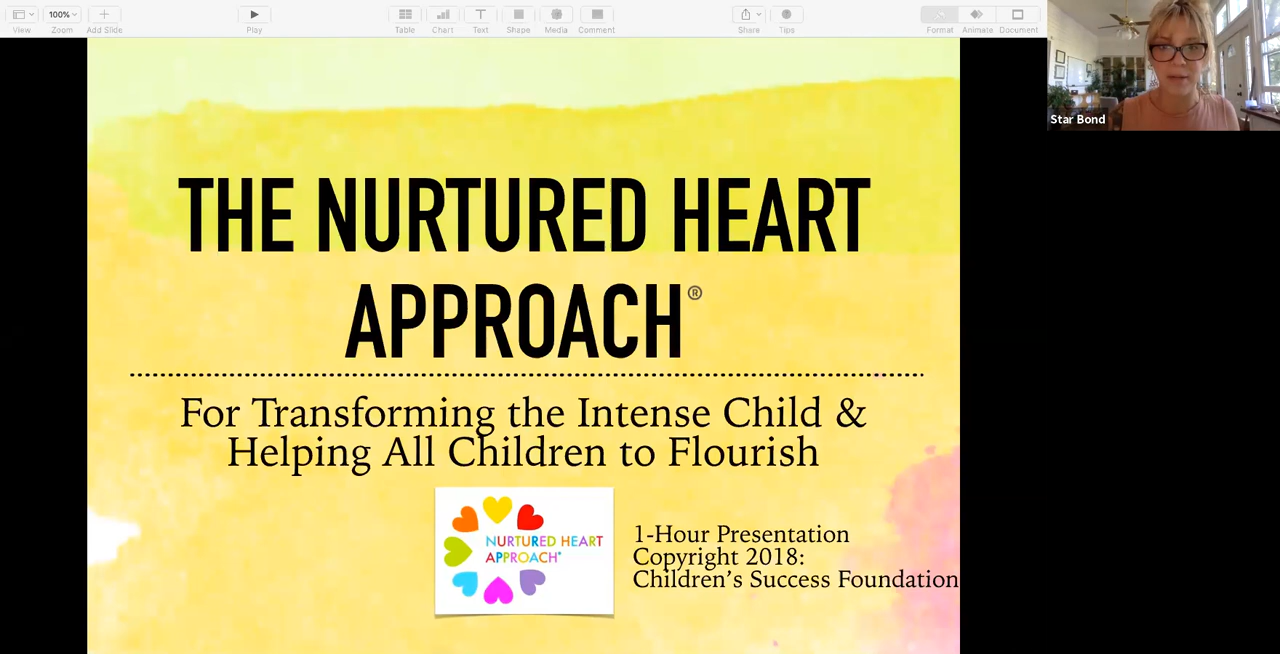 100%
View
Zoom
Add Slide
Play
Table
Chart
Text
Shape
Media
Comment
Share
Tips
Format
Animate
Document
Star Bond
THE NURTURED HEART
APPROACH®
For Transforming the Intense Child &
Helping All Children to Flourish
NURTURED HEART
APPROACH®
1-Hour Presentation
Copyright 2018:
Children’s Success Foundation